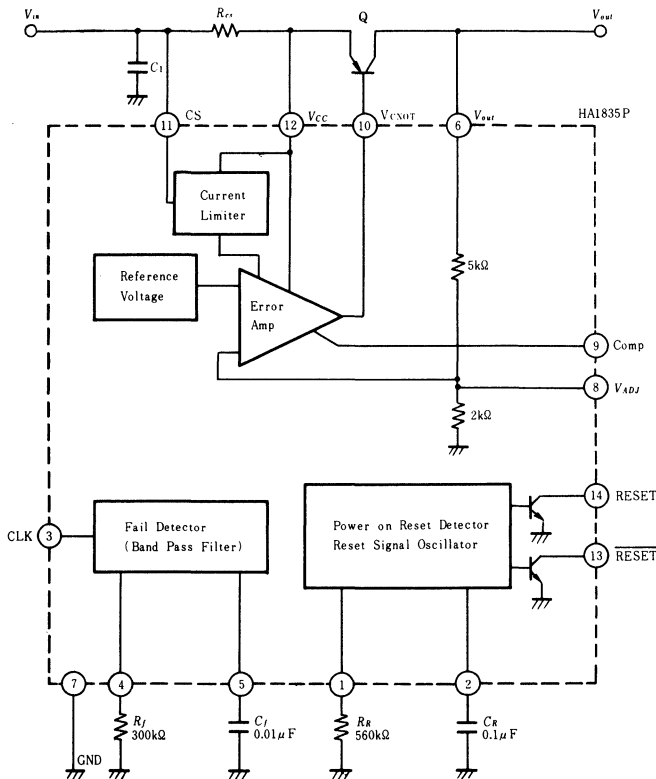 Vin
Rcs
Q
Vout
C1
HA1835P
11
CS
12
VCC
10
VCNOT
6
Vout
Current
Limiter
Reference
Voltage
Error
Amp
5kΩ
9
Comp
8
VADJ
2kΩ
14
RESET
CLK
3
Fail Detector
(Band Pass Filter)
Power on Reset Detector
Reset Signal Oscillator
13
RESET
7
4
5
1
2
GND
Rf
300kΩ
Cf
0.01μF
RR
560kΩ
CR
0.1μF